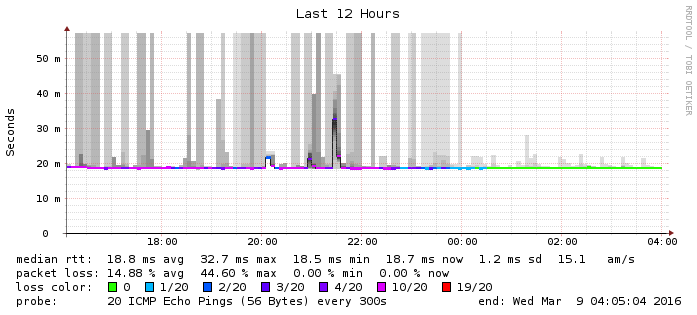 Last 12 Hours
RRDTOOL / TOBI OETIKER
Seconds
50 m
40 m
30 m
20 m
10 m
0
18:00 20:00 22:00 00:00 02:00 04:00
median rtt: 18.8 ms avg 32.7 ms max 18.5 ms min 18.7 ms now 1.2 ms sd 15.1 am/s
packet loss: 14.88 % avg 44.60 % max 0.00 % min 0.00 % now
loss color: 0 1/20 2/20 3/20 4/20 10/20 19/20
probe: 20 ICMP Echo Pings (56 Bytes) every 300s end: Wed Mar 9 04:05:04 2016